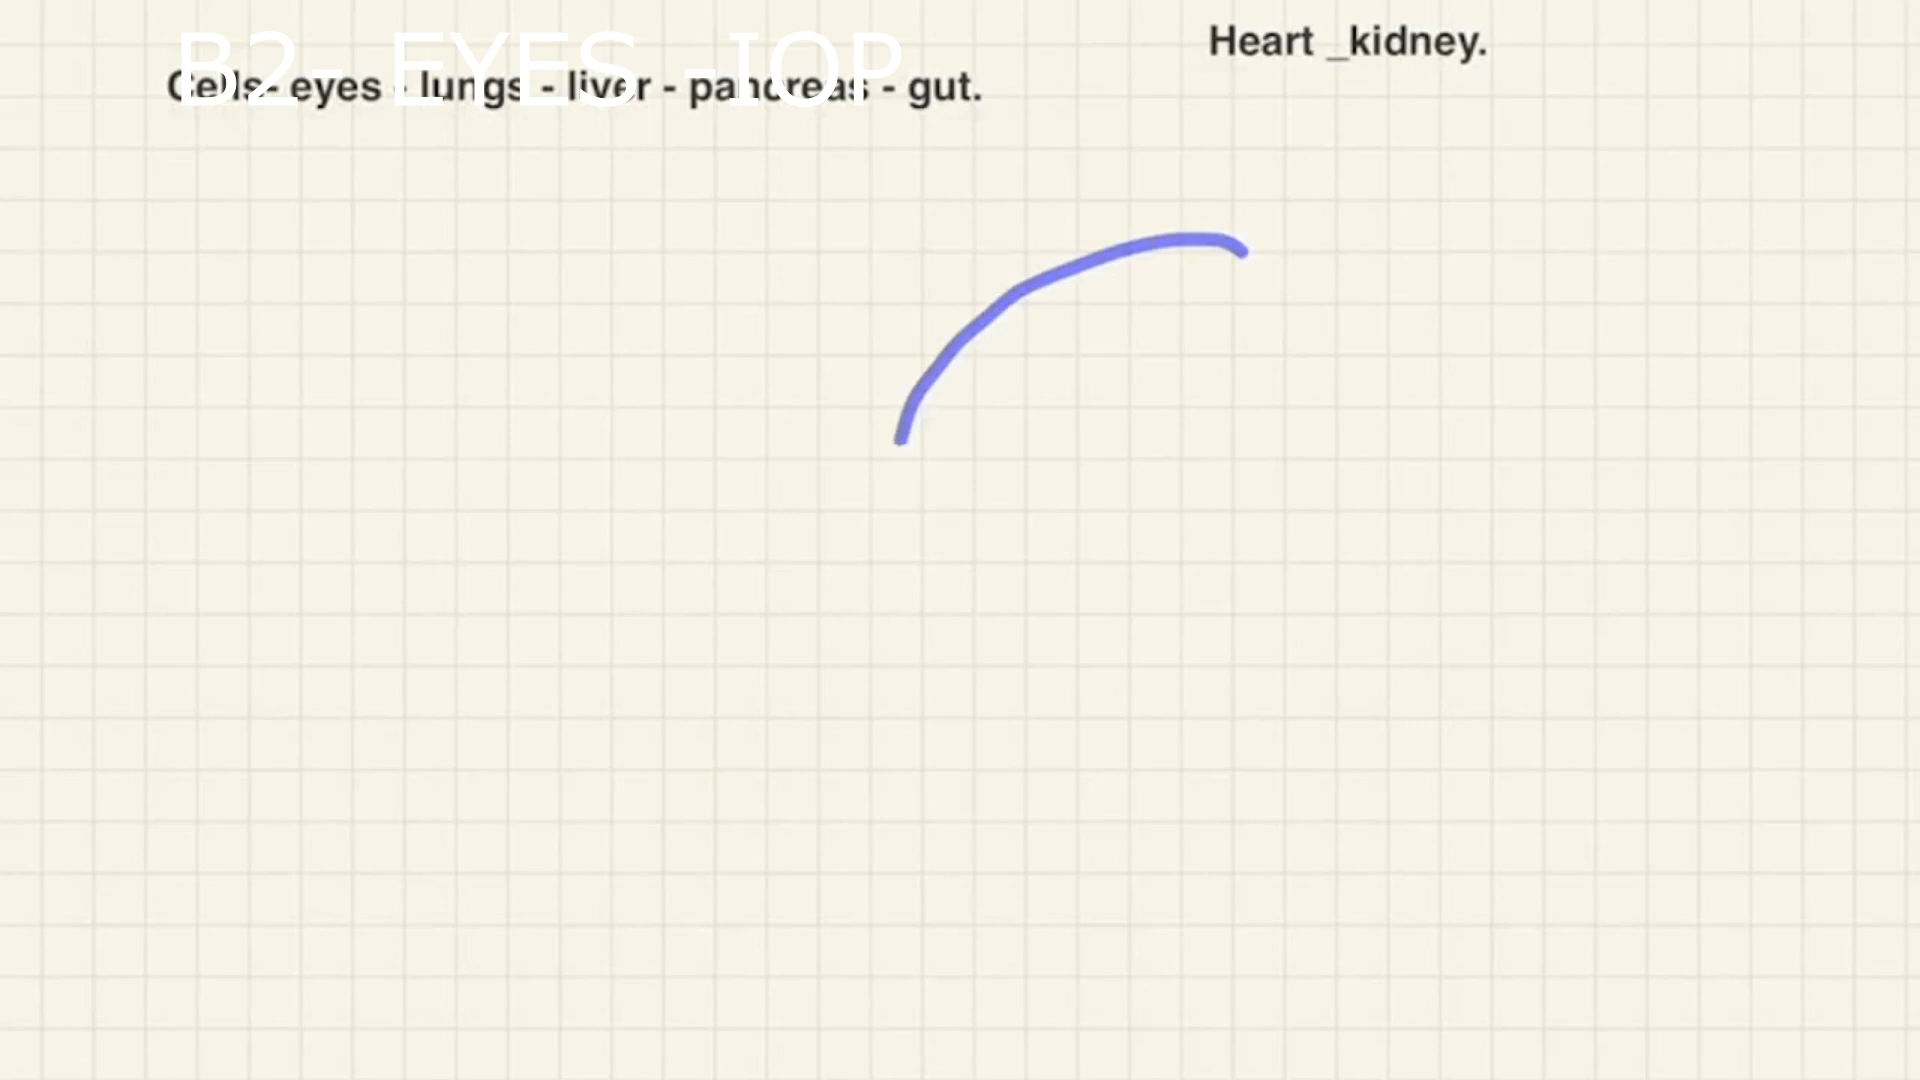 B2- EYES -IOP
Heart _kidney.
Cells- eyes - lungs - liver - pancreas - gut.